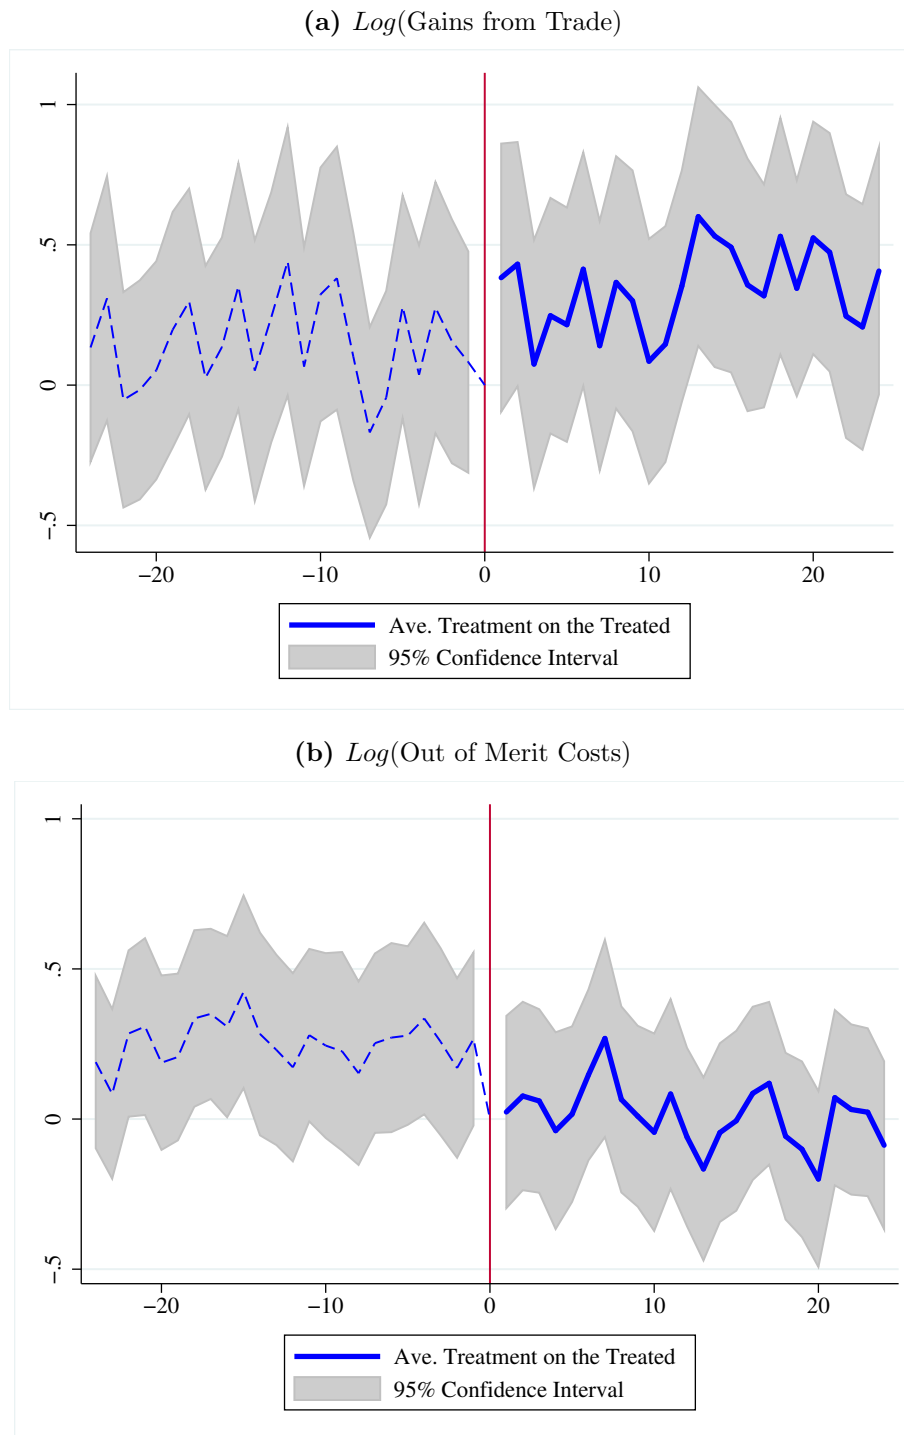 (a) Log(Gains from Trade)
1
.5
0
−.5
−20 −10 0 10 20
Ave. Treatment on the Treated
95% Confidence Interval
(b) Log(Out of Merit Costs)
1
.5
0
−.5
−20 −10 0 10 20
Ave. Treatment on the Treated
95% Confidence Interval